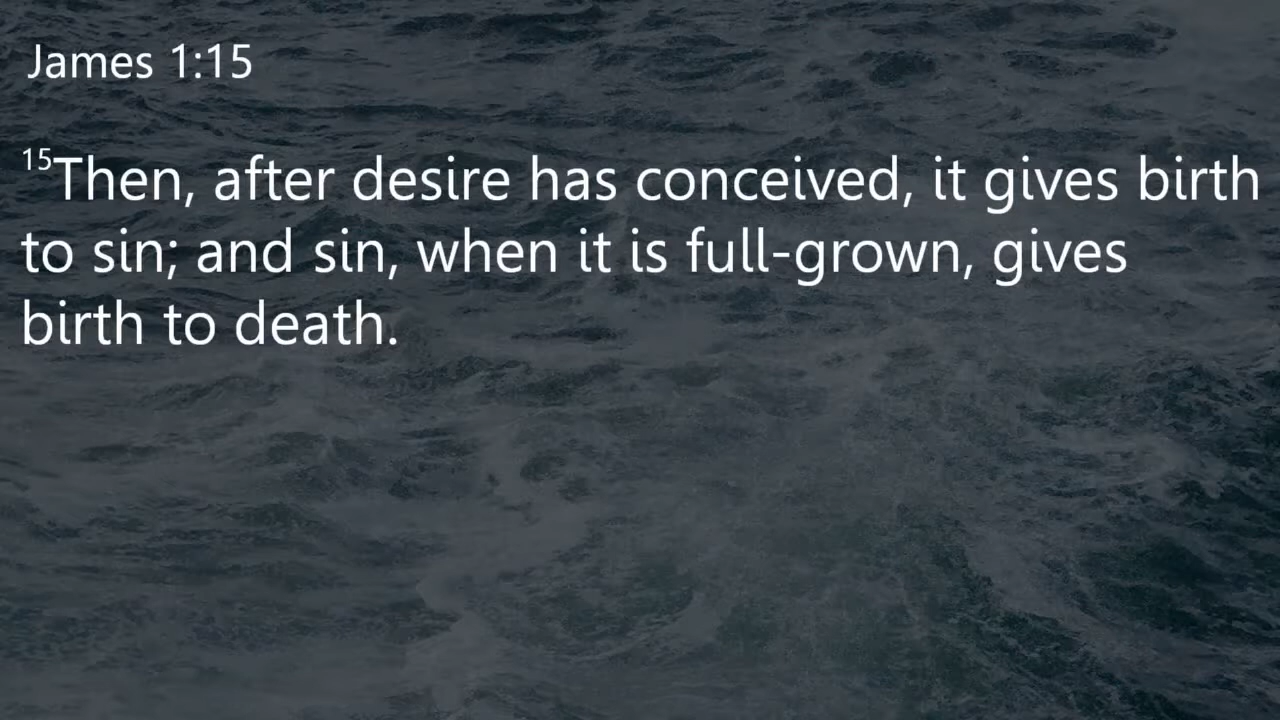 James 1:15
15Then, after desire has conceived, it gives birth
to sin; and sin, when it is full-grown, gives
birth to death.